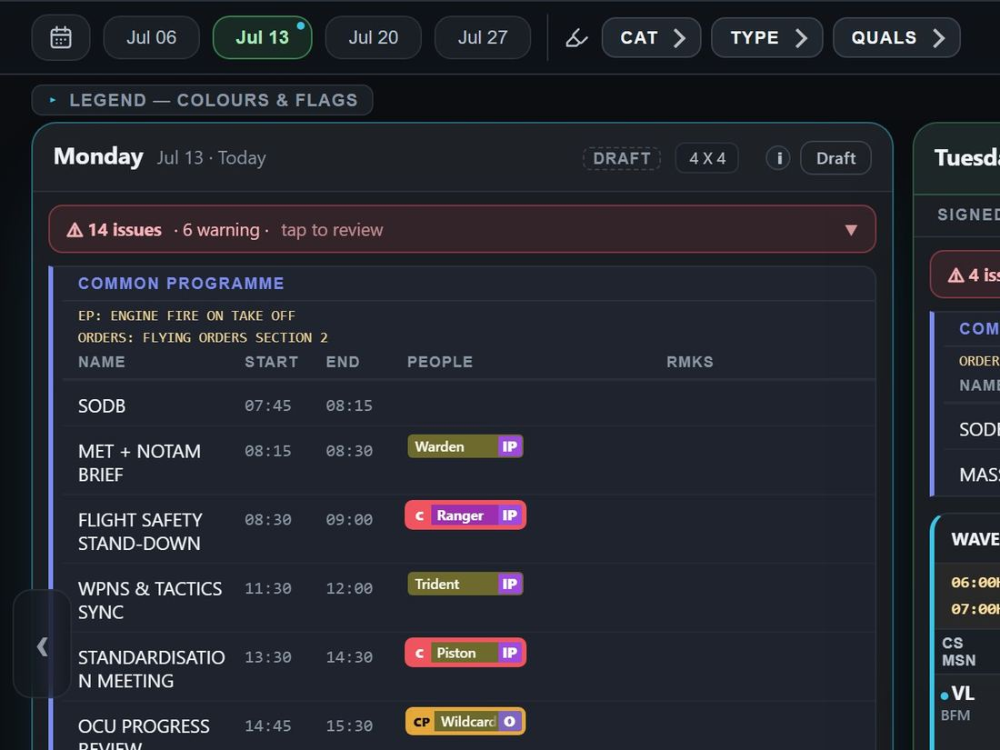 Jul 06 Jul 13 Jul 20 Jul 27 CAT TYPE QUALS
LEGEND — COLOURS & FLAGS
Monday Jul 13 · Today DRAFT 4 X 4 i Draft
14 issues · 6 warning · tap to review
COMMON PROGRAMME
EP: ENGINE FIRE ON TAKE OFF
ORDERS: FLYING ORDERS SECTION 2
NAME START END PEOPLE RMKS
SODB 07:45 08:15
MET + NOTAM BRIEF 08:15 08:30 Warden IP
FLIGHT SAFETY STAND-DOWN 08:30 09:00 C Ranger IP
WPNS & TACTICS SYNC 11:30 12:00 Trident IP
STANDARDISATIO
N MEETING 13:30 14:30 C Piston IP
OCU PROGRESS REVIEW 14:45 15:30 CP Wildcard O
Tuesda
SIGNED
4 iss
COM
ORDER
NAME
SODB
MASS
WAVE
06:00H
07:00H
CS
MSN
VL
BFM